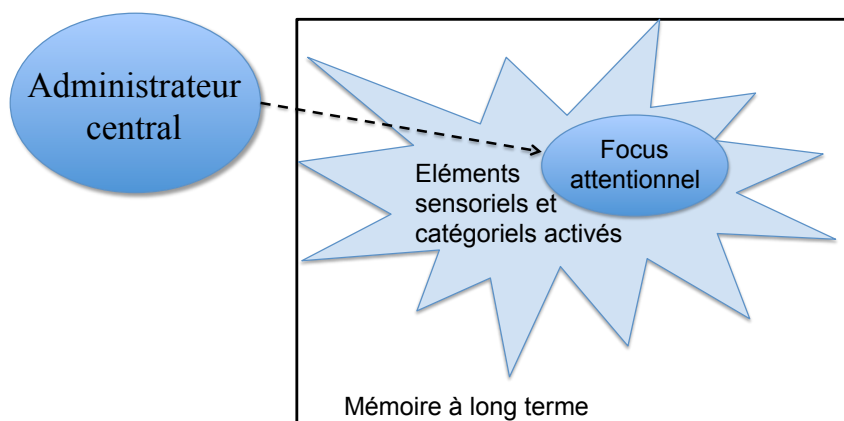 Administrateur
central
Focus
attentionnel
Eléments
sensoriels et
catégoriels activés
Mémoire à long terme